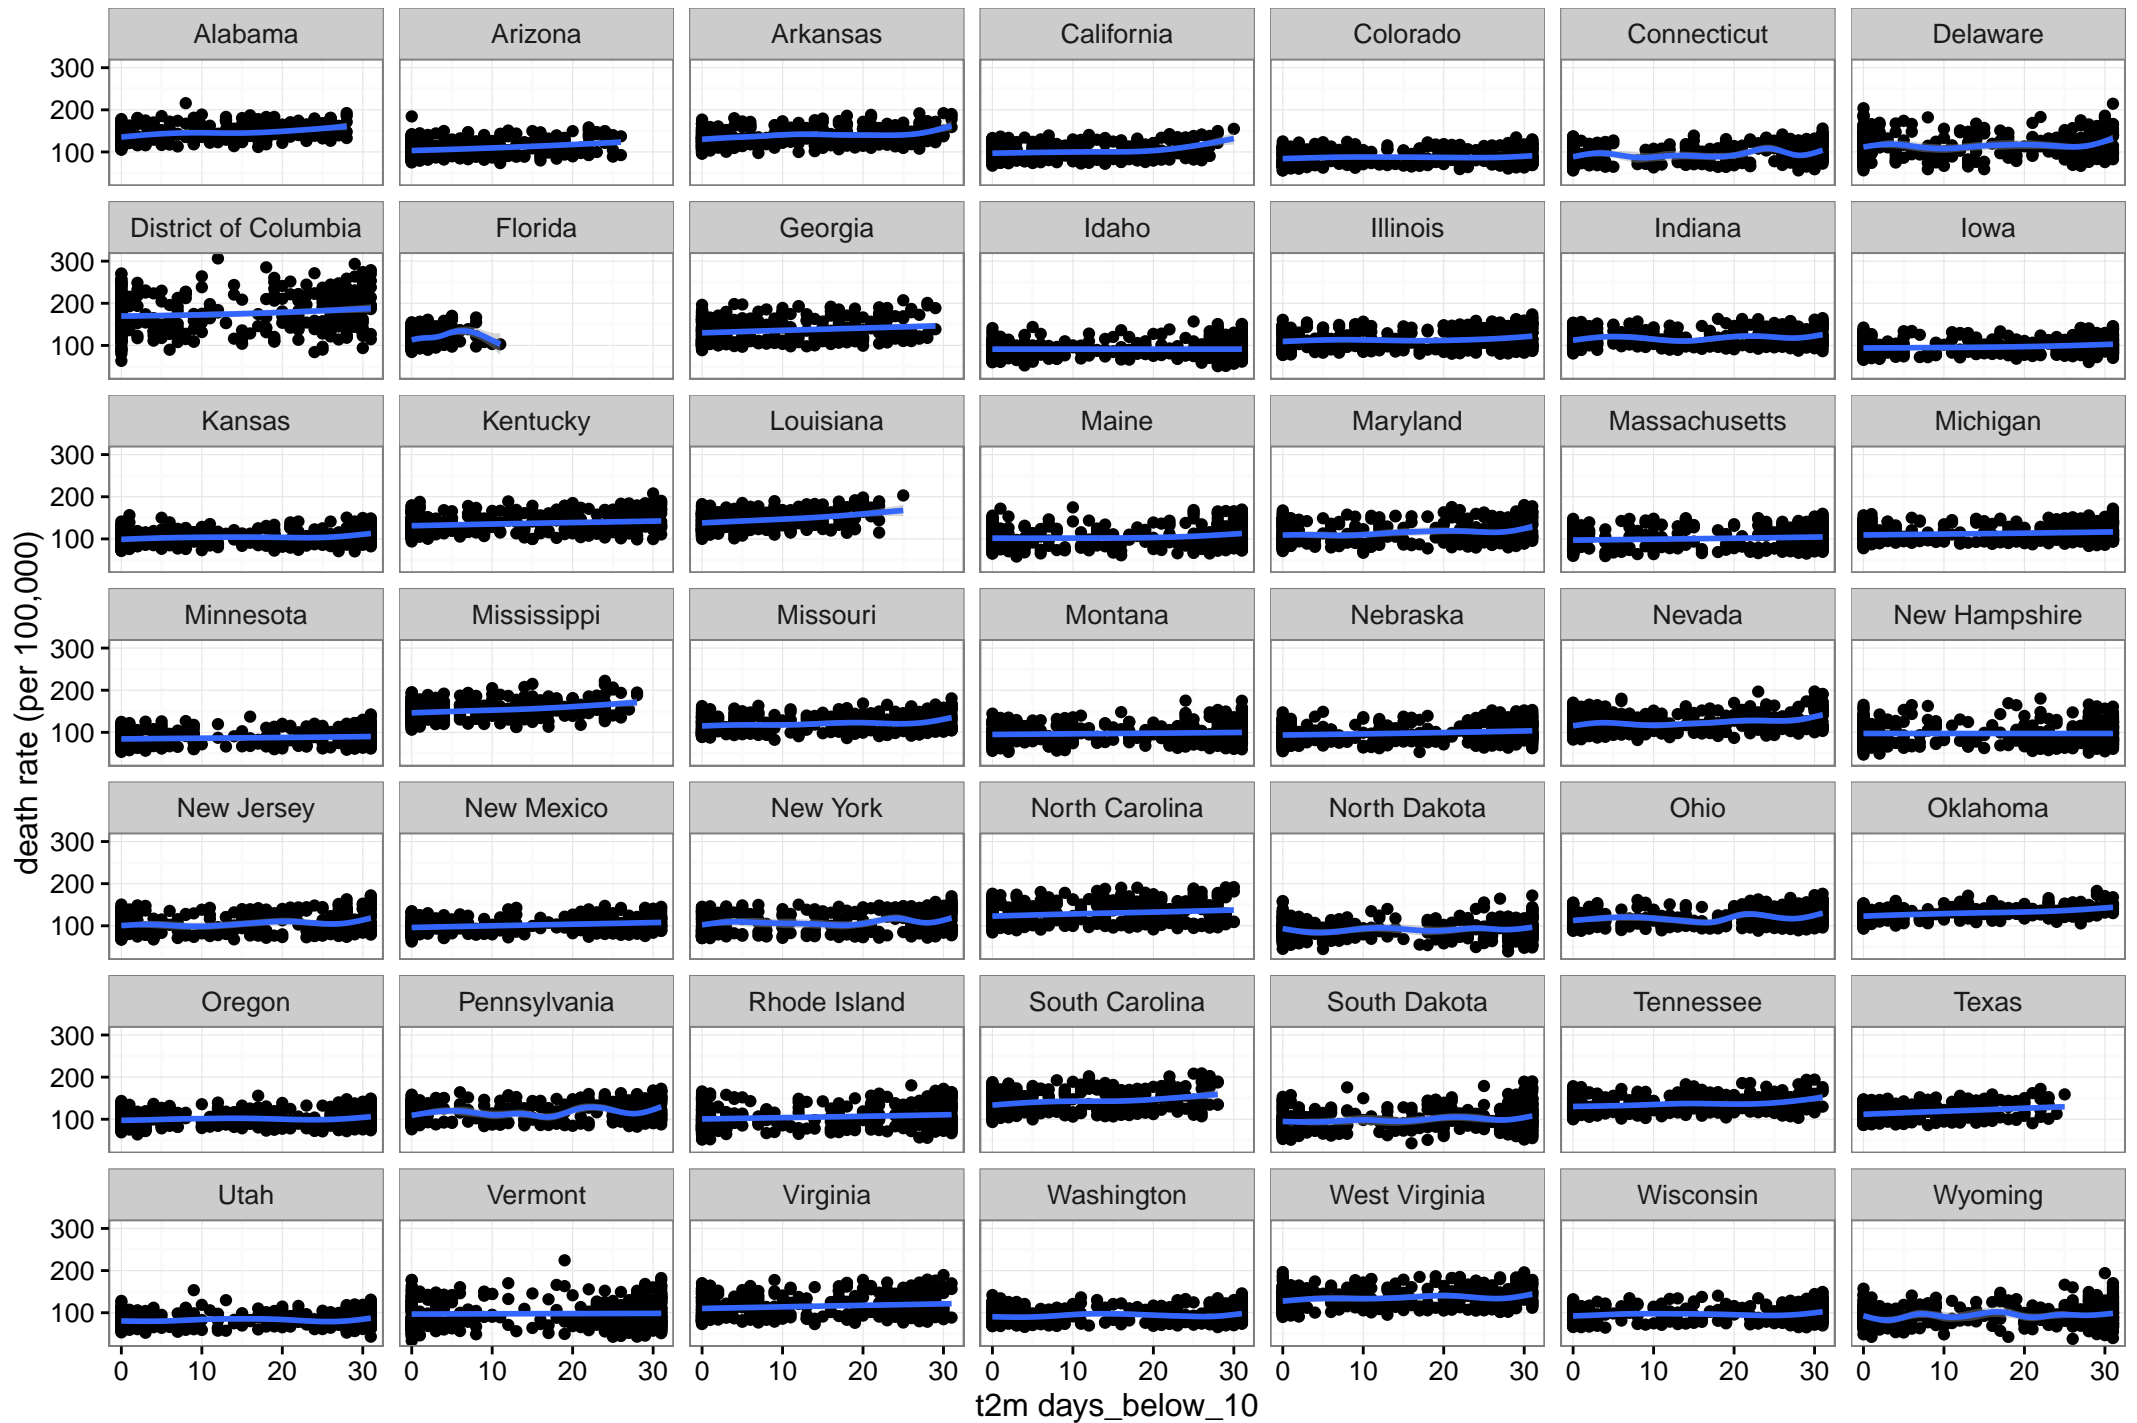 Alabama Arizona Arkansas California Colorado Connecticut Delaware
300
200
100
District of Columbia Florida Georgia Idaho Illinois Indiana Iowa
300
200
100
Kansas Kentucky Louisiana Maine Maryland Massachusetts Michigan
300
200
100
Minnesota Mississippi Missouri Montana Nebraska Nevada New Hampshire
300
200
100
New Jersey New Mexico New York North Carolina North Dakota Ohio Oklahoma
300
200
100
Oregon Pennsylvania Rhode Island South Carolina South Dakota Tennessee Texas
300
200
100
Utah Vermont Virginia Washington West Virginia Wisconsin Wyoming
300
200
100
0 10 20 30 0 10 20 30 0 10 20 30 0 10 20 30 0 10 20 30 0 10 20 30 0 10 20 30
t2m days_below_10
death rate (per 100,000)